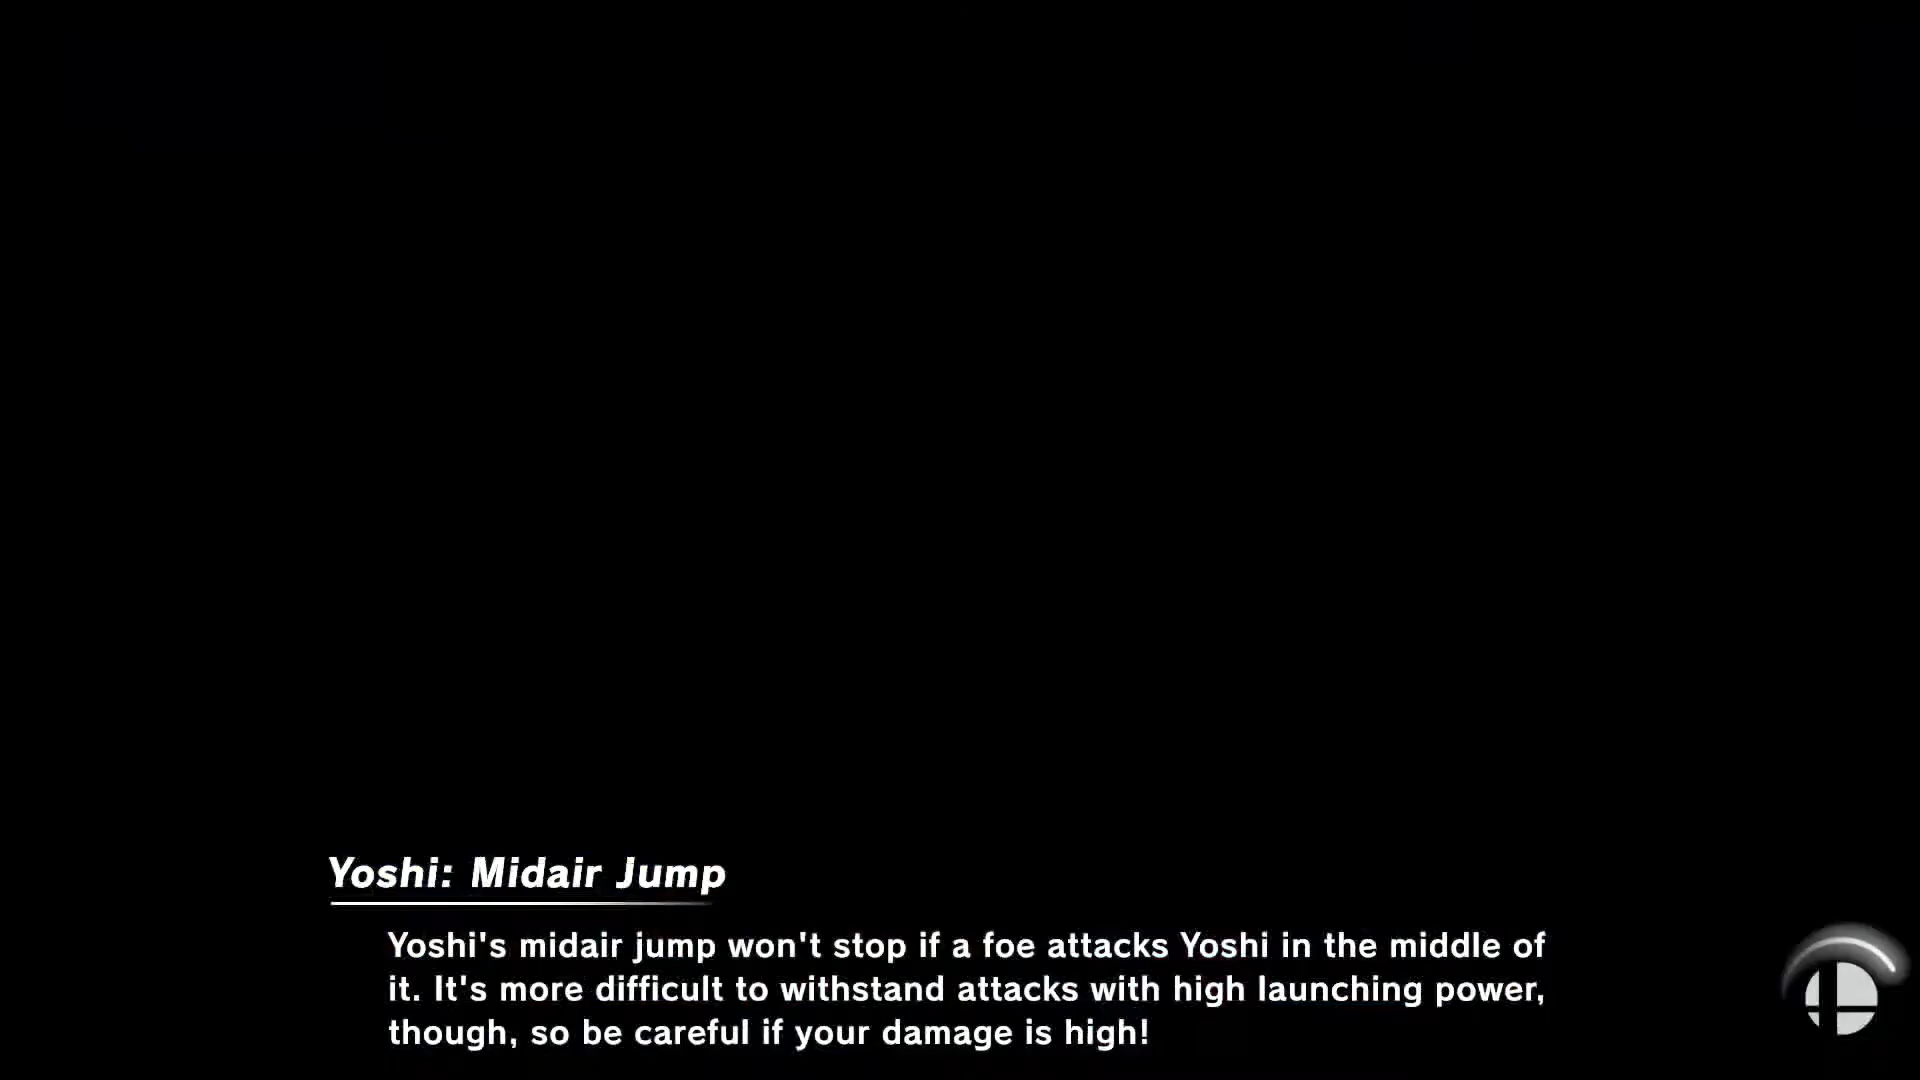 Yoshi: Midair Jump
Yoshi's midair jump won't stop if a foe attacks Yoshi in the middle of
it. It's more difficult to withstand attacks with high launching power,
though, so be careful if your damage is high!